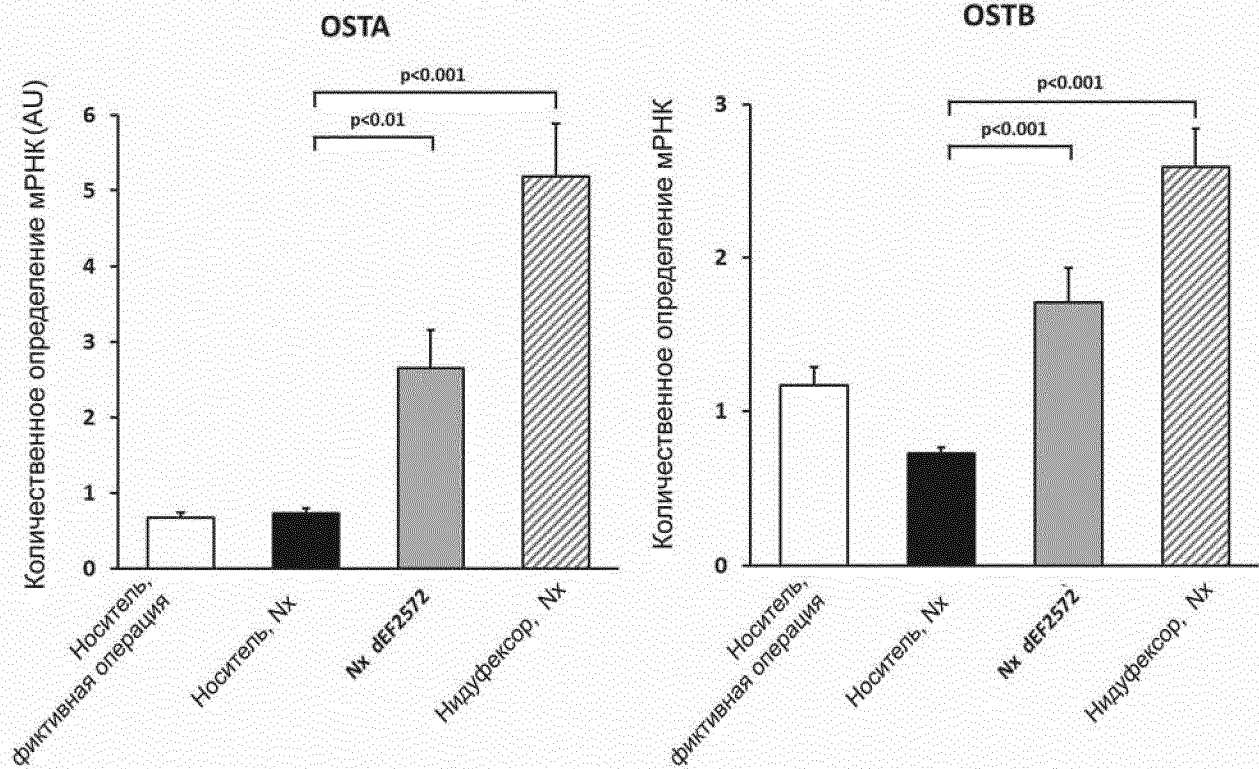 OSTA
Количественное определение мРНК(AU)
6
5
4
3
2
1
0
p<0.001
p<0.01
Носитель,
фиктивная операция
Носитель, Nx
Nx dEF2572
Нидуфексор, Nx
OSTB
Количественное определение мРНК
3
2
1
0
p<0.001
p<0.001
Носитель,
фиктивная операция
Носитель, Nx
Nx dEF2572
Нидуфексор, Nx